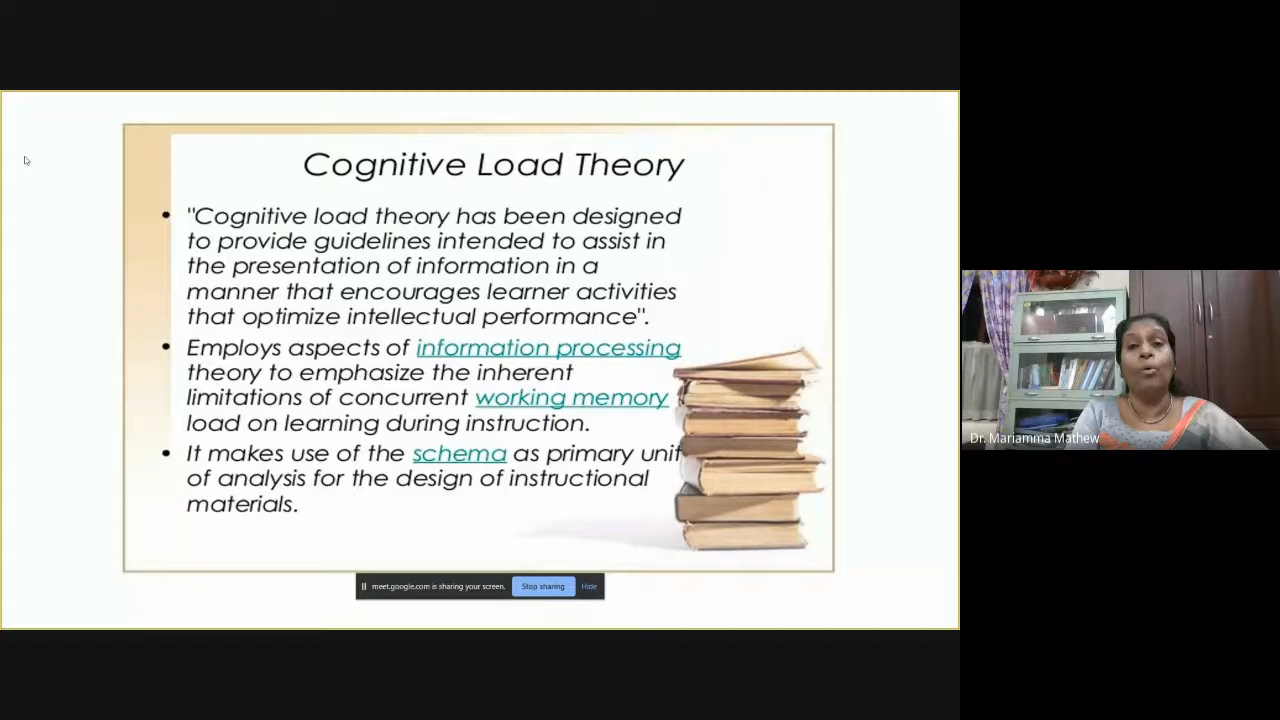 Cognitive Load Theory
• "Cognitive load theory has been designed
to provide guidelines intended to assist in
the presentation of information in a
manner that encourages learner activities
that optimize intellectual performance".
• Employs aspects of information processing
theory to emphasize the inherent
limitations of concurrent working memory
load on learning during instruction.
• It makes use of the schema as primary unit
of analysis for the design of instructional
materials.
meet.google.com is sharing your screen. Stop sharing Hide
Dr. Mariamma Mathew